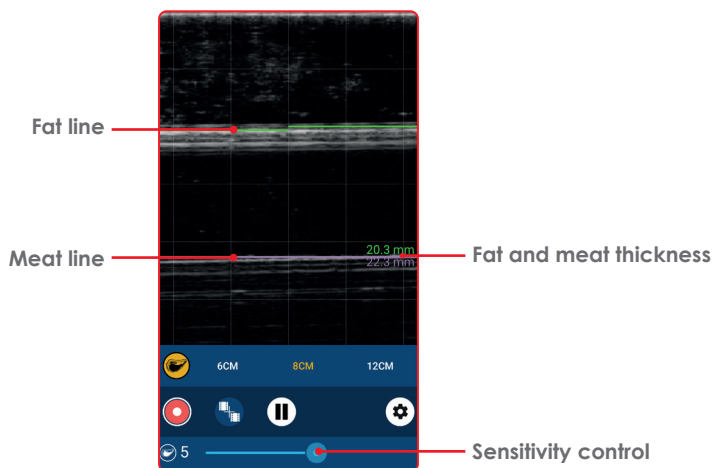 Fat line
20.3 mm
Meat line
Fat and meat thickness
22.3 mm
6CM 8CM 12CM
5
Sensitivity control